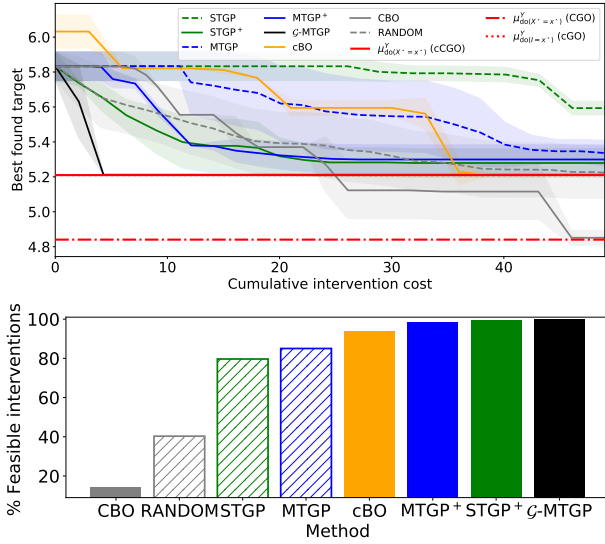 6.0
5.8
5.6
5.4
5.2
5.0
4.8
Best found target
STGP
STGP⁺
MTGP
MTGP⁺
𝒢-MTGP
cBO
CBO
RANDOM
μ^Y_do(X*=x*) (cCGO)
μ^Y_do(X*=x*) (CGO)
μ^Y_do(I=x*) (cGO)
0 10 20 30 40
Cumulative intervention cost
100
80
60
40
20
% Feasible interventions
CBO RANDOM STGP MTGP cBO MTGP⁺ STGP⁺ 𝒢-MTGP
Method